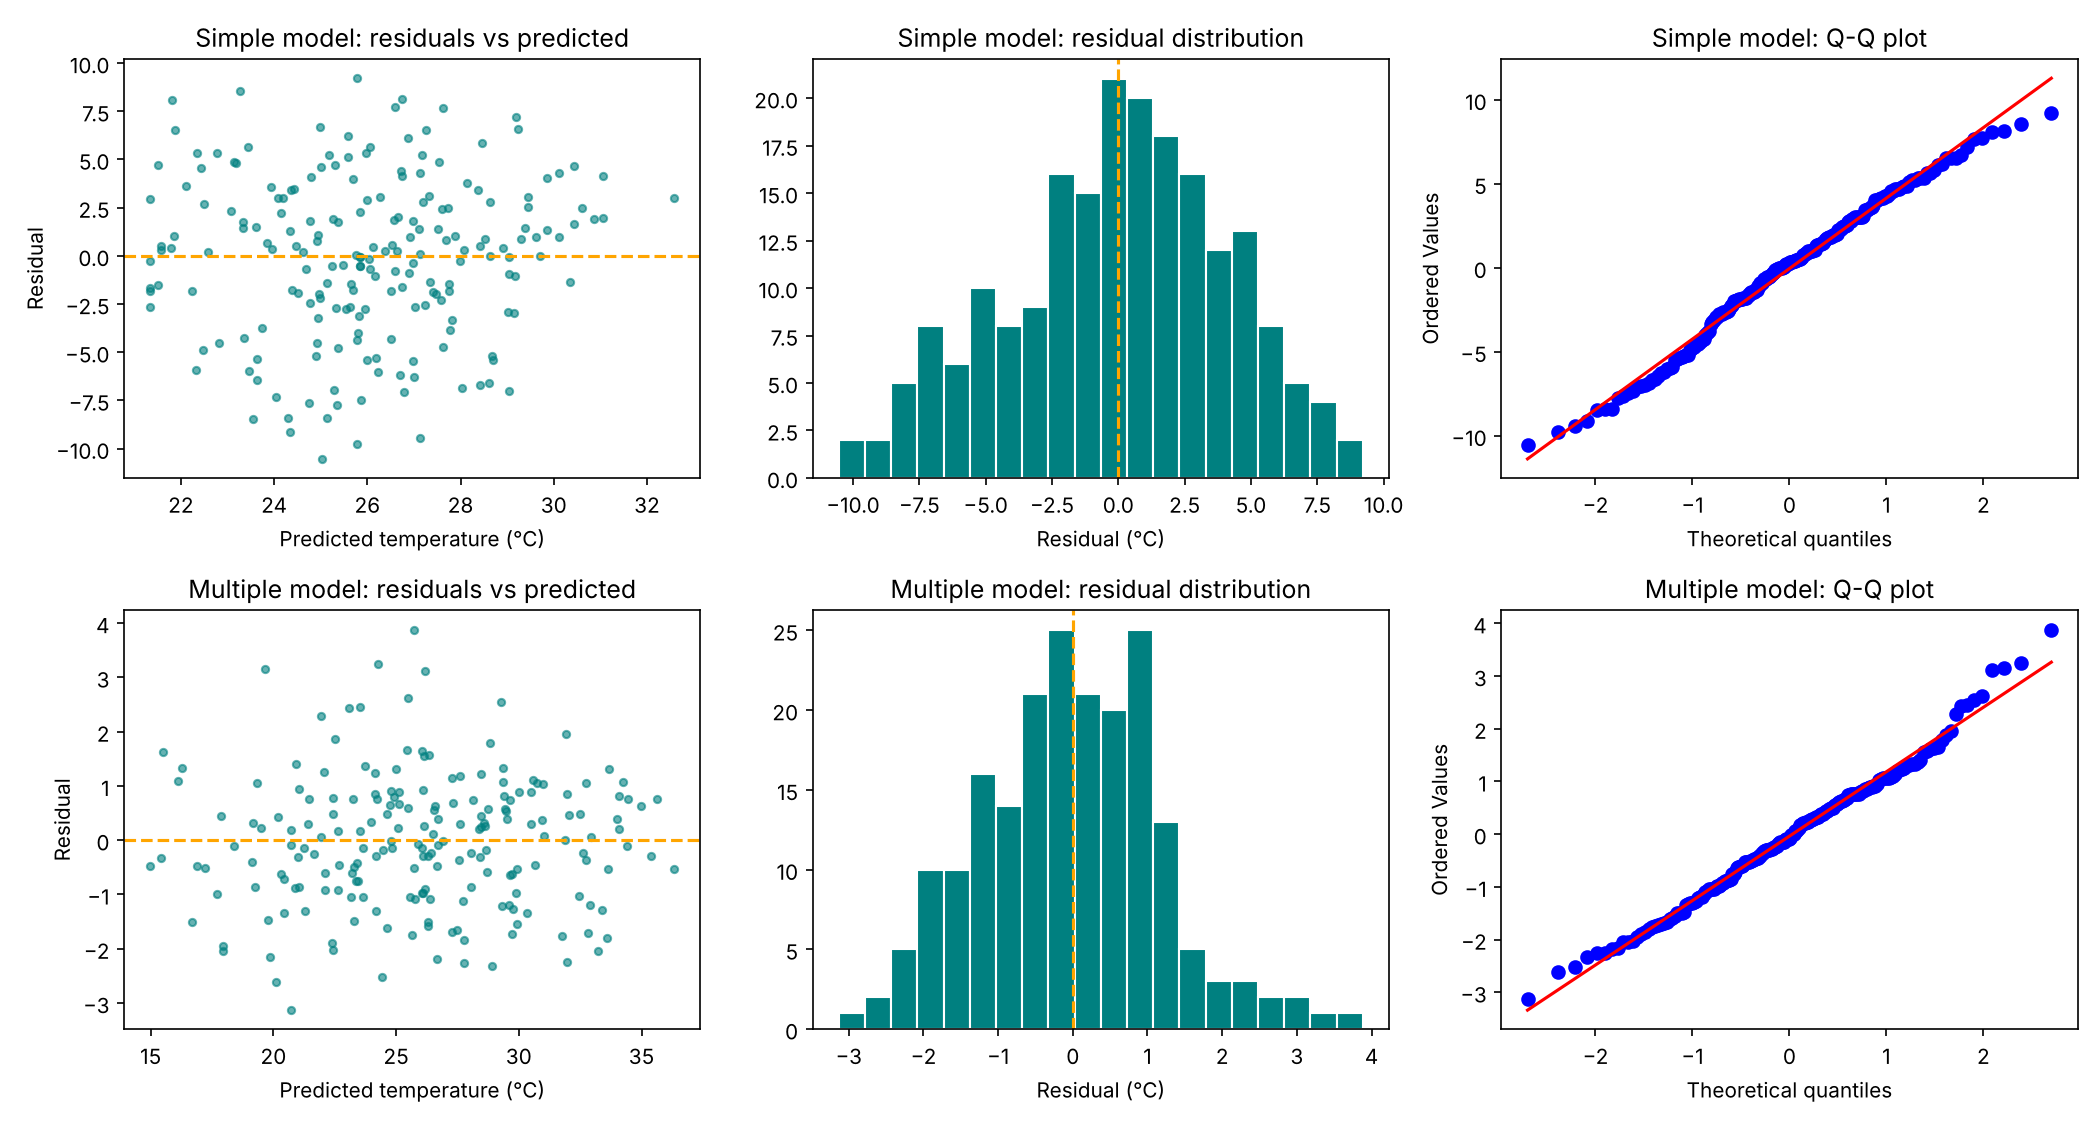 Simple model: residuals vs predicted
10.0
7.5
5.0
2.5
0.0
−2.5
−5.0
−7.5
−10.0
Residual
22 24 26 28 30 32
Predicted temperature (°C)
Simple model: residual distribution
20.0
17.5
15.0
12.5
10.0
7.5
5.0
2.5
0.0
−10.0 −7.5 −5.0 −2.5 0.0 2.5 5.0 7.5 10.0
Residual (°C)
Simple model: Q-Q plot
10
5
0
−5
−10
Ordered Values
−2 −1 0 1 2
Theoretical quantiles
Multiple model: residuals vs predicted
4
3
2
1
0
−1
−2
−3
Residual
15 20 25 30 35
Predicted temperature (°C)
Multiple model: residual distribution
25
20
15
10
5
0
−3 −2 −1 0 1 2 3 4
Residual (°C)
Multiple model: Q-Q plot
4
3
2
1
0
−1
−2
−3
Ordered Values
−2 −1 0 1 2
Theoretical quantiles